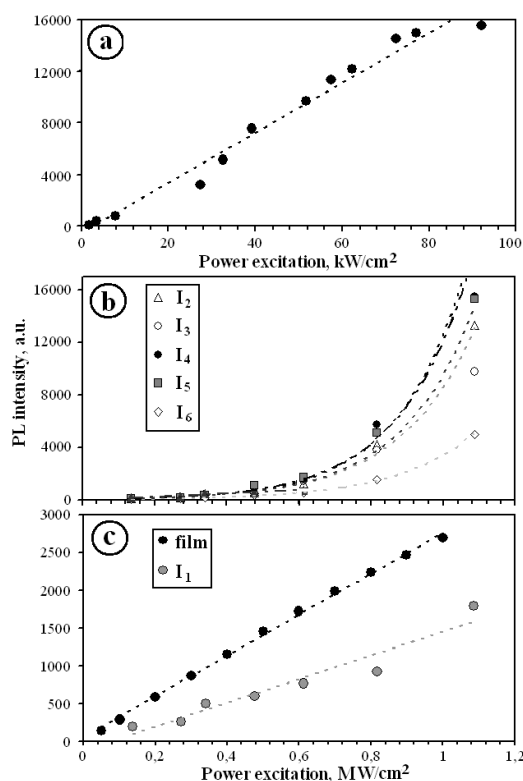 16000
a
12000
8000
4000
0
0 20 40 60 80 100
Power excitation, kW/cm²
16000
b
I₂
I₃
I₄
I₅
I₆
12000
8000
4000
0
PL intensity, a.u.
3000
c
film
I₁
2500
2000
1500
1000
500
0
0 0,2 0,4 0,6 0,8 1 1,2
Power excitation, MW/cm²